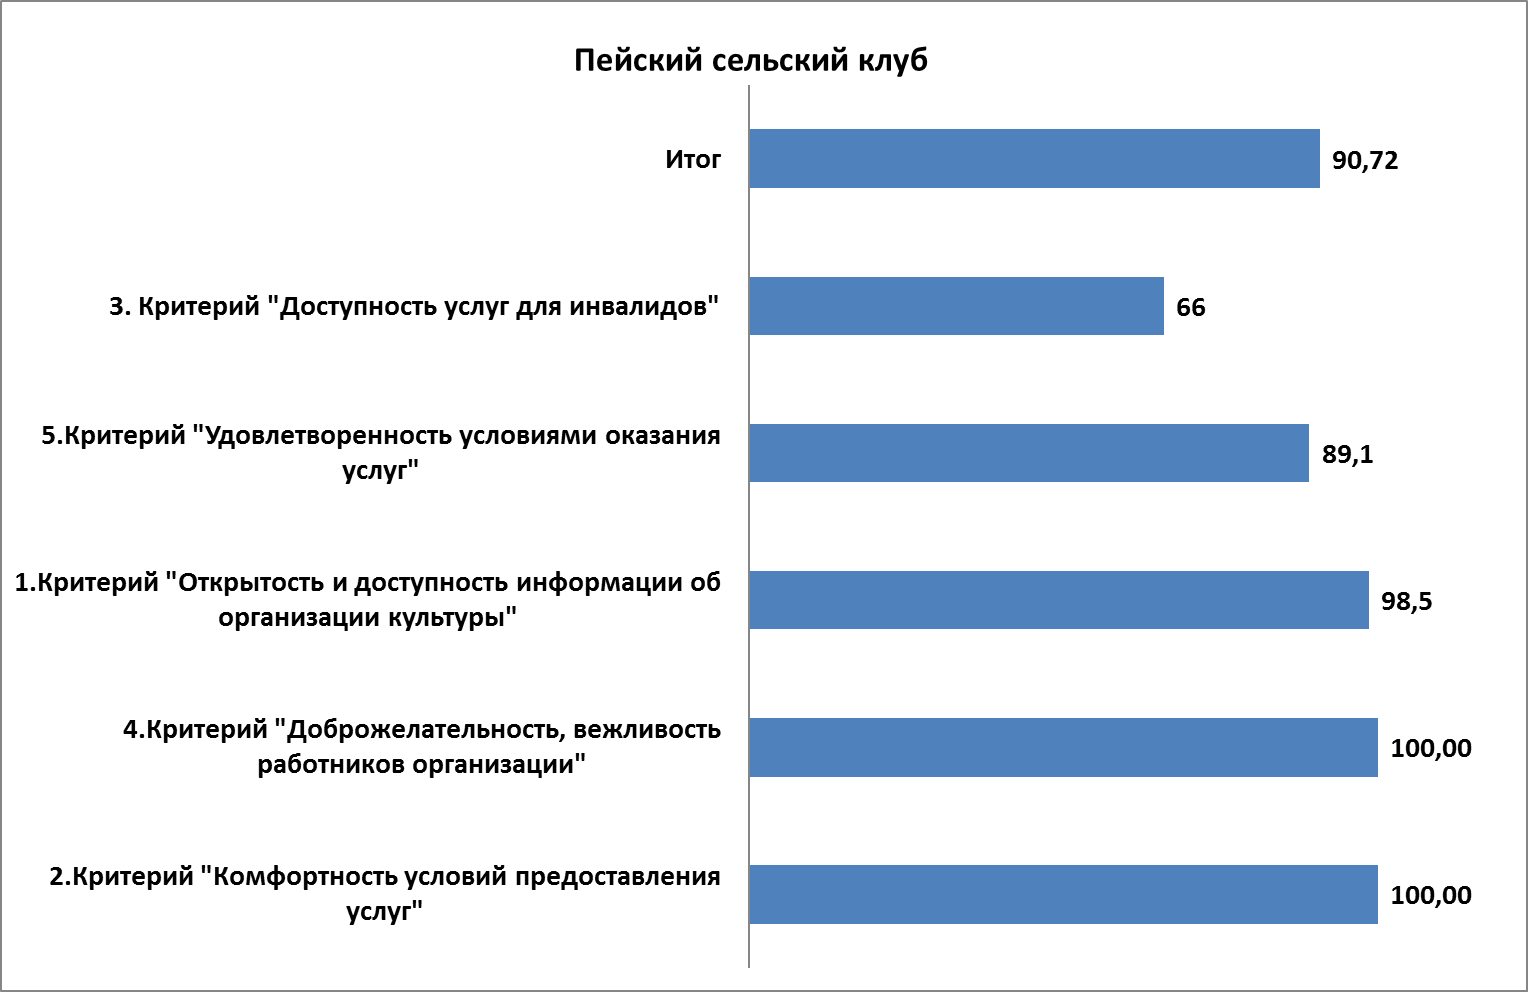 Пейский сельский клуб
Итог
90,72
3. Критерий "Доступность услуг для инвалидов"
66
5.Критерий "Удовлетворенность условиями оказания
услуг"
89,1
1.Критерий "Открытость и доступность информации об
организации культуры"
98,5
4.Критерий "Доброжелательность, вежливость
работников организации"
100,00
2.Критерий "Комфортность условий предоставления
услуг"
100,00